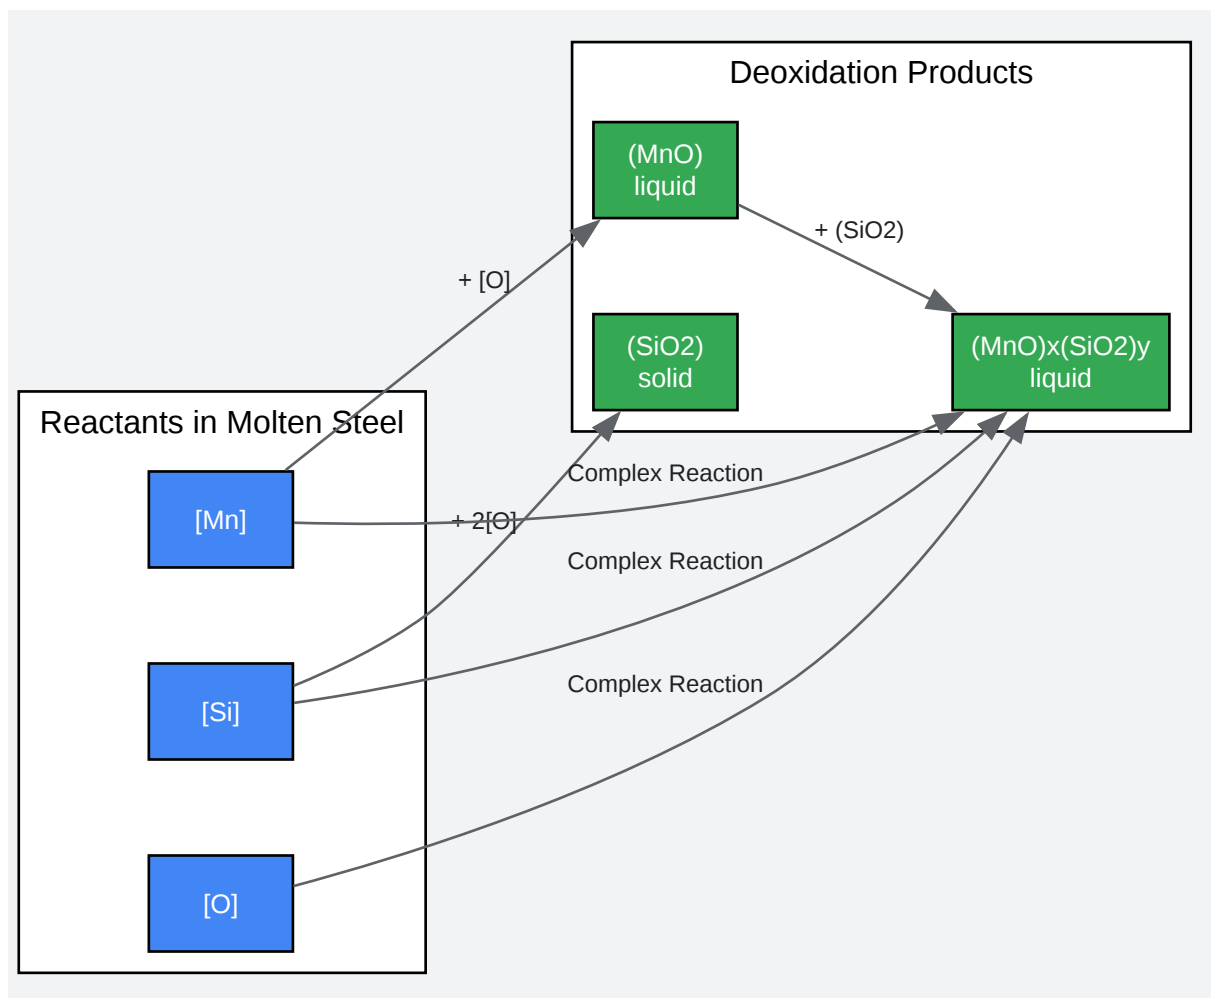 Deoxidation Products
(MnO)
liquid
+ (SiO2)
+ [O]
(SiO2)
solid
(MnO)x(SiO2)y
liquid
Reactants in Molten Steel
Complex Reaction
[Mn]
+ 2[O]
Complex Reaction
Complex Reaction
[Si]
[O]